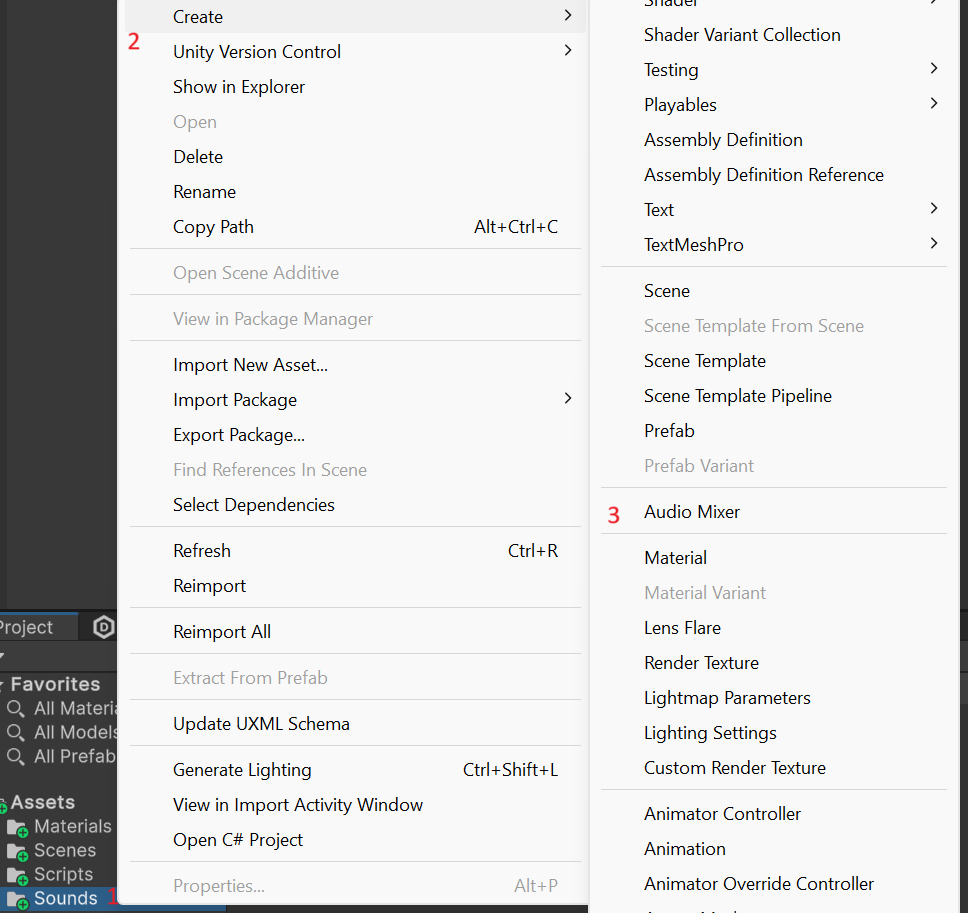 Create
2
Unity Version Control
Show in Explorer
Open
Delete
Rename
Copy Path Alt+Ctrl+C
Open Scene Additive
View in Package Manager
Import New Asset...
Import Package
Export Package...
Find References In Scene
Select Dependencies
Refresh Ctrl+R
Reimport
Reimport All
Extract From Prefab
Update UXML Schema
Generate Lighting Ctrl+Shift+L
View in Import Activity Window
Open C# Project
Properties... Alt+P
Shader
Shader Variant Collection
Testing
Playables
Assembly Definition
Assembly Definition Reference
Text
TextMeshPro
Scene
Scene Template From Scene
Scene Template
Scene Template Pipeline
Prefab
Prefab Variant
3 Audio Mixer
Material
Material Variant
Lens Flare
Render Texture
Lightmap Parameters
Lighting Settings
Custom Render Texture
Animator Controller
Animation
Animator Override Controller
Project
Favorites
All Materia
All Models
All Prefab
Assets
Materials
Scenes
Scripts
Sounds 1